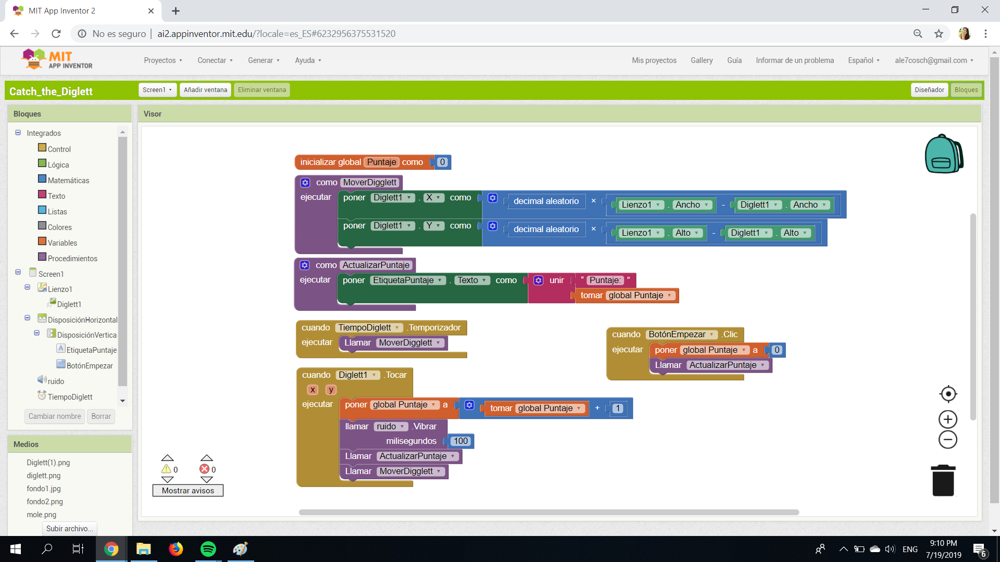 MIT App Inventor 2
No es seguro | ai2.appinventor.mit.edu/?locale=es_ES#6232956375531520
MIT
APP INVENTOR
Proyectos Conectar Generar Ayuda Mis proyectos Gallery Guía Informar de un problema Español ale7cosch@gmail.com
Catch_the_Diglett Screen1 Añadir ventana Eliminar ventana Diseñador Bloques
Bloques
Integrados
Control
Lógica
Matemáticas
Texto
Listas
Colores
Variables
Procedimientos
Screen1
Lienzo1
Diglett1
DisposiciónHorizontal
DisposiciónVertica
EtiquetaPuntaje
BotónEmpezar
ruido
TiempoDiglett
Cambiar nombre Borrar
Medios
Diglett(1).png
diglett.png
fondo1.jpg
fondo2.png
mole.png
Subir archivo...
Visor
inicializar global Puntaje como 0
como MoverDigglett
ejecutar poner Diglett1 . X como decimal aleatorio × Lienzo1 . Ancho - Diglett1 . Ancho
poner Diglett1 . Y como decimal aleatorio × Lienzo1 . Alto - Diglett1 . Alto
como ActualizarPuntaje
ejecutar poner EtiquetaPuntaje . Texto como unir “ Puntaje: ”
tomar global Puntaje
cuando TiempoDiglett .Temporizador
ejecutar Llamar MoverDigglett
cuando BotónEmpezar .Clic
ejecutar poner global Puntaje a 0
Llamar ActualizarPuntaje
cuando Diglett1 .Tocar
x y
ejecutar poner global Puntaje a tomar global Puntaje + 1
llamar ruido .Vibrar
milisegundos 100
Llamar ActualizarPuntaje
Llamar MoverDigglett
0 0
Mostrar avisos
ENG
9:10 PM
7/19/2019
6